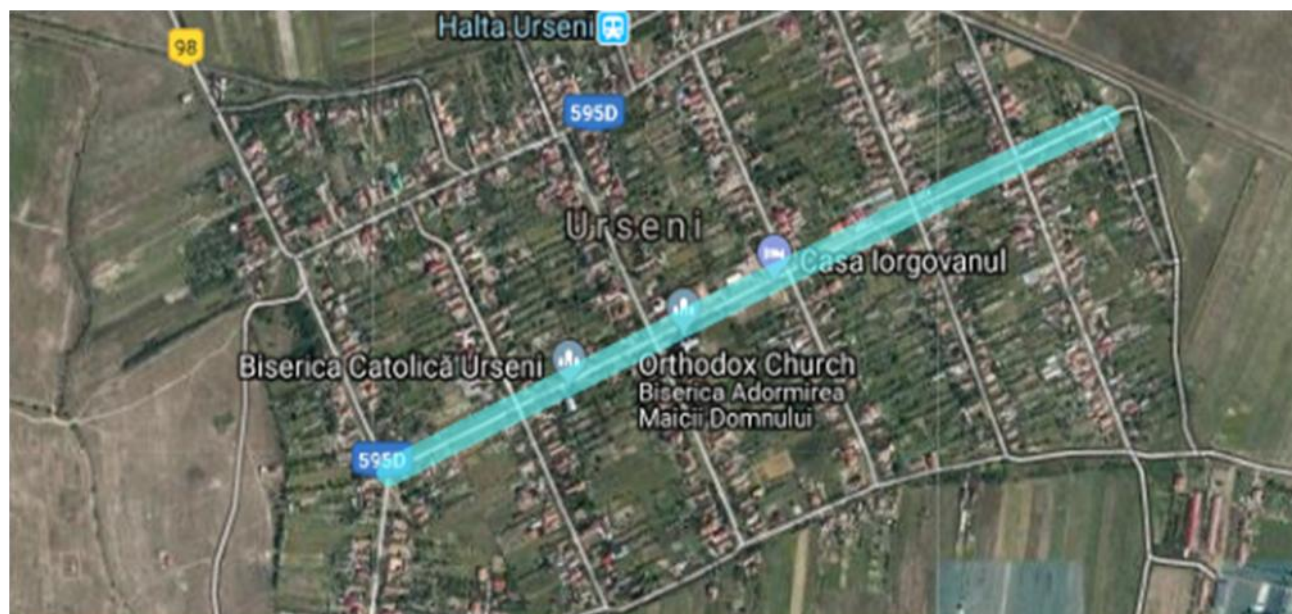 98
Halta Urseni
595D
Urseni
Casa Iorgovanul
Biserica Catolică Urseni
Orthodox Church
Biserica Adormirea
Maicii Domnului
595D